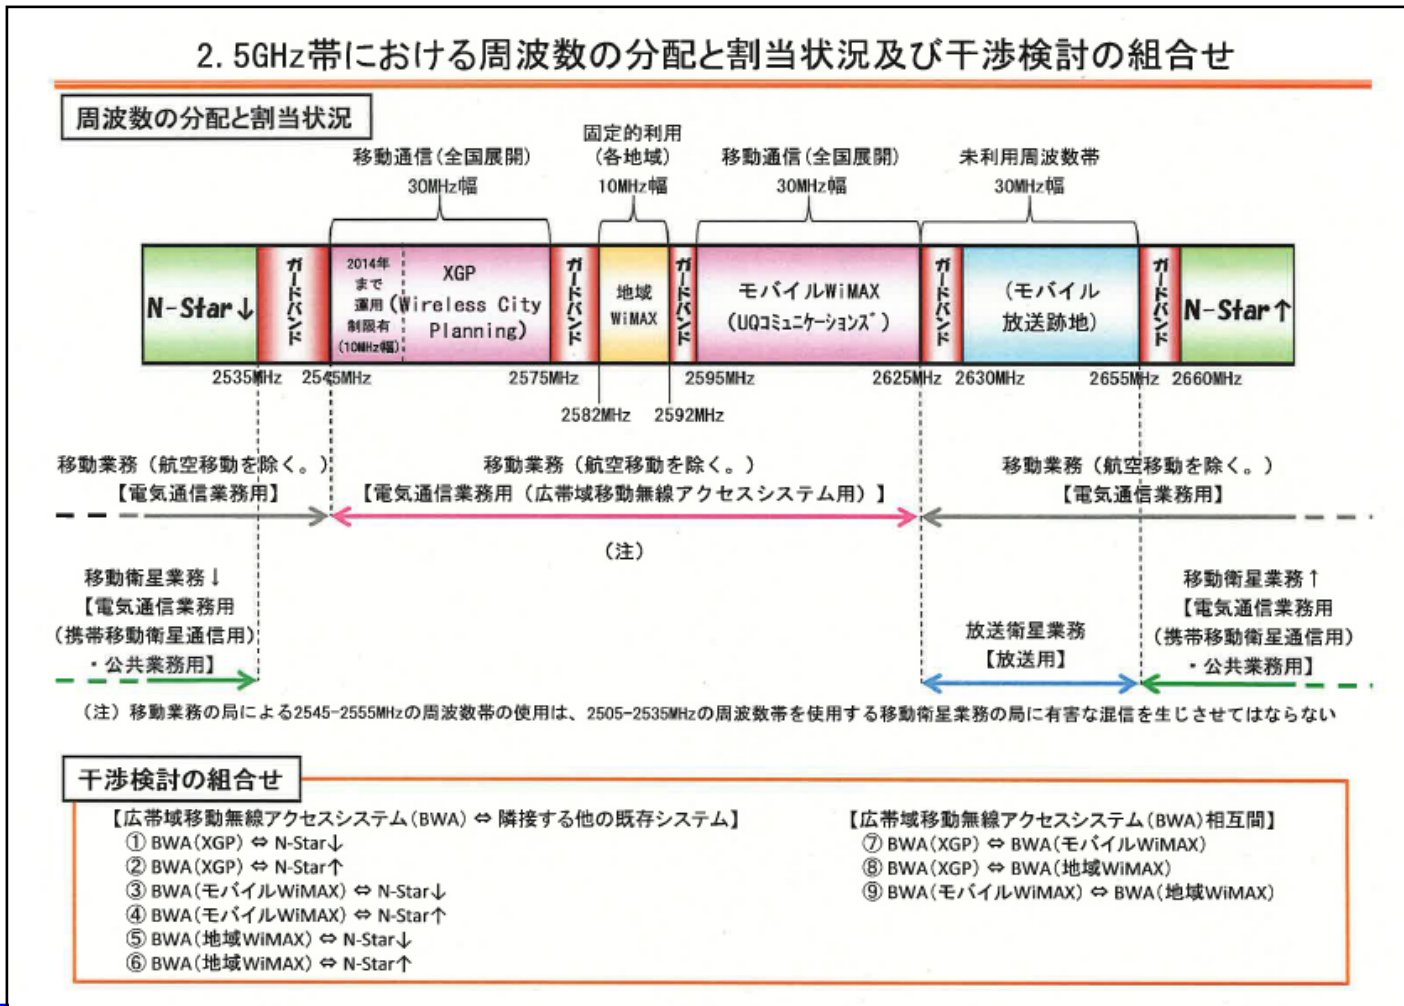 2.5GHz帯における周波数の分配と割当状況及び干渉検討の組合せ
周波数の分配と割当状況
移動通信(全国展開)
30MHz幅
固定的利用
(各地域)
10MHz幅
移動通信(全国展開)
30MHz幅
未利用周波数帯
30MHz幅
N-Star↓
ガードバンド
2014年
まで
運用
制限有
(10MHz幅)
XGP
(Wireless City
Planning)
ガードバンド
地域
WiMAX
ガードバンド
モバイルWiMAX
(UQコミュニケーションズ)
ガードバンド
(モバイル
放送跡地)
ガードバンド
N-Star↑
2535MHz
2545MHz
2575MHz
2582MHz
2592MHz
2595MHz
2625MHz
2630MHz
2655MHz
2660MHz
移動業務(航空移動を除く。)
【電気通信業務用】
移動業務(航空移動を除く。)
【電気通信業務用(広帯域移動無線アクセスシステム用)】
移動業務(航空移動を除く。)
【電気通信業務用】
(注)
移動衛星業務↓
【電気通信業務用
(携帯移動衛星通信用)
・公共業務用】
放送衛星業務
【放送用】
移動衛星業務↑
【電気通信業務用
(携帯移動衛星通信用)
・公共業務用】
(注)移動業務の局による2545-2555MHzの周波数帯の使用は、2505-2535MHzの周波数帯を使用する移動衛星業務の局に有害な混信を生じさせてはならない
干渉検討の組合せ
【広帯域移動無線アクセスシステム(BWA) ⇔ 隣接する他の既存システム】
① BWA(XGP) ⇔ N-Star↓
② BWA(XGP) ⇔ N-Star↑
③ BWA(モバイルWiMAX) ⇔ N-Star↓
④ BWA(モバイルWiMAX) ⇔ N-Star↑
⑤ BWA(地域WiMAX) ⇔ N-Star↓
⑥ BWA(地域WiMAX) ⇔ N-Star↑
【広帯域移動無線アクセスシステム(BWA)相互間】
⑦ BWA(XGP) ⇔ BWA(モバイルWiMAX)
⑧ BWA(XGP) ⇔ BWA(地域WiMAX)
⑨ BWA(モバイルWiMAX) ⇔ BWA(地域WiMAX)